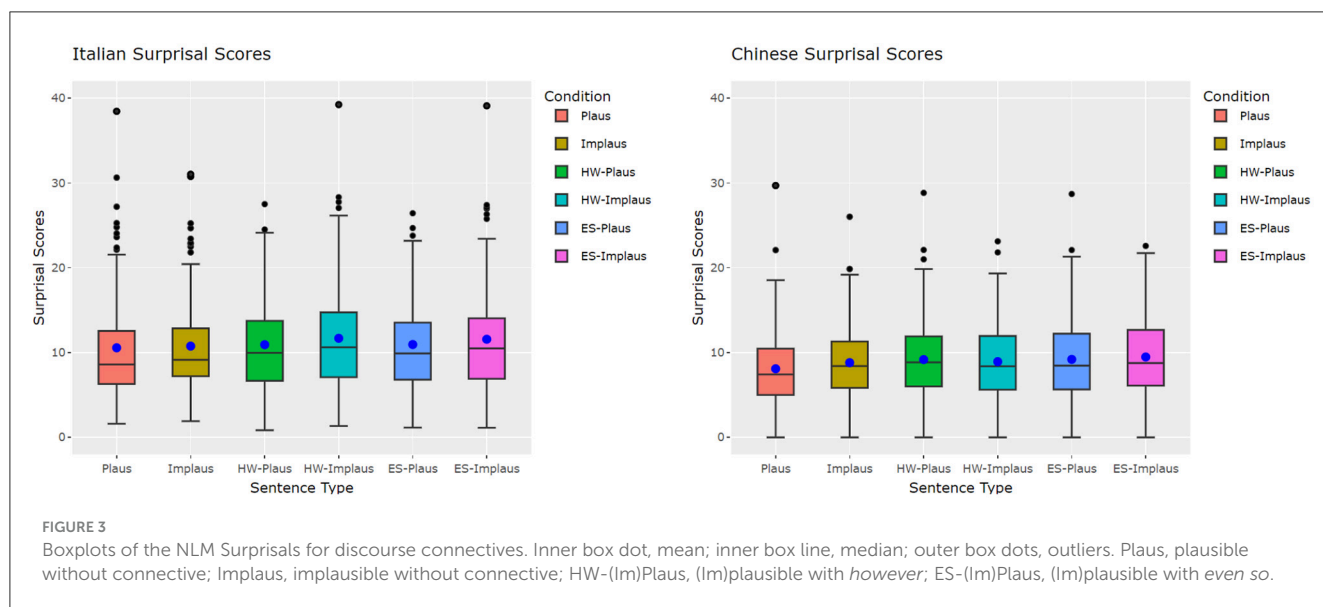 Italian Surprisal Scores
40
30
20
10
0
Surprisal Scores
Plaus
Implaus
HW-Plaus
HW-Implaus
ES-Plaus
ES-Implaus
Sentence Type
Condition
Plaus
Implaus
HW-Plaus
HW-Implaus
ES-Plaus
ES-Implaus
Chinese Surprisal Scores
40
30
20
10
0
Surprisal Scores
Plaus
Implaus
HW-Plaus
HW-Implaus
ES-Plaus
ES-Implaus
Sentence Type
Condition
Plaus
Implaus
HW-Plaus
HW-Implaus
ES-Plaus
ES-Implaus
FIGURE 3
Boxplots of the NLM Surprisals for discourse connectives. Inner box dot, mean; inner box line, median; outer box dots, outliers. Plaus, plausible
without connective; Implaus, implausible without connective; HW-(Im)Plaus, (Im)plausible with however; ES-(Im)Plaus, (Im)plausible with even so.